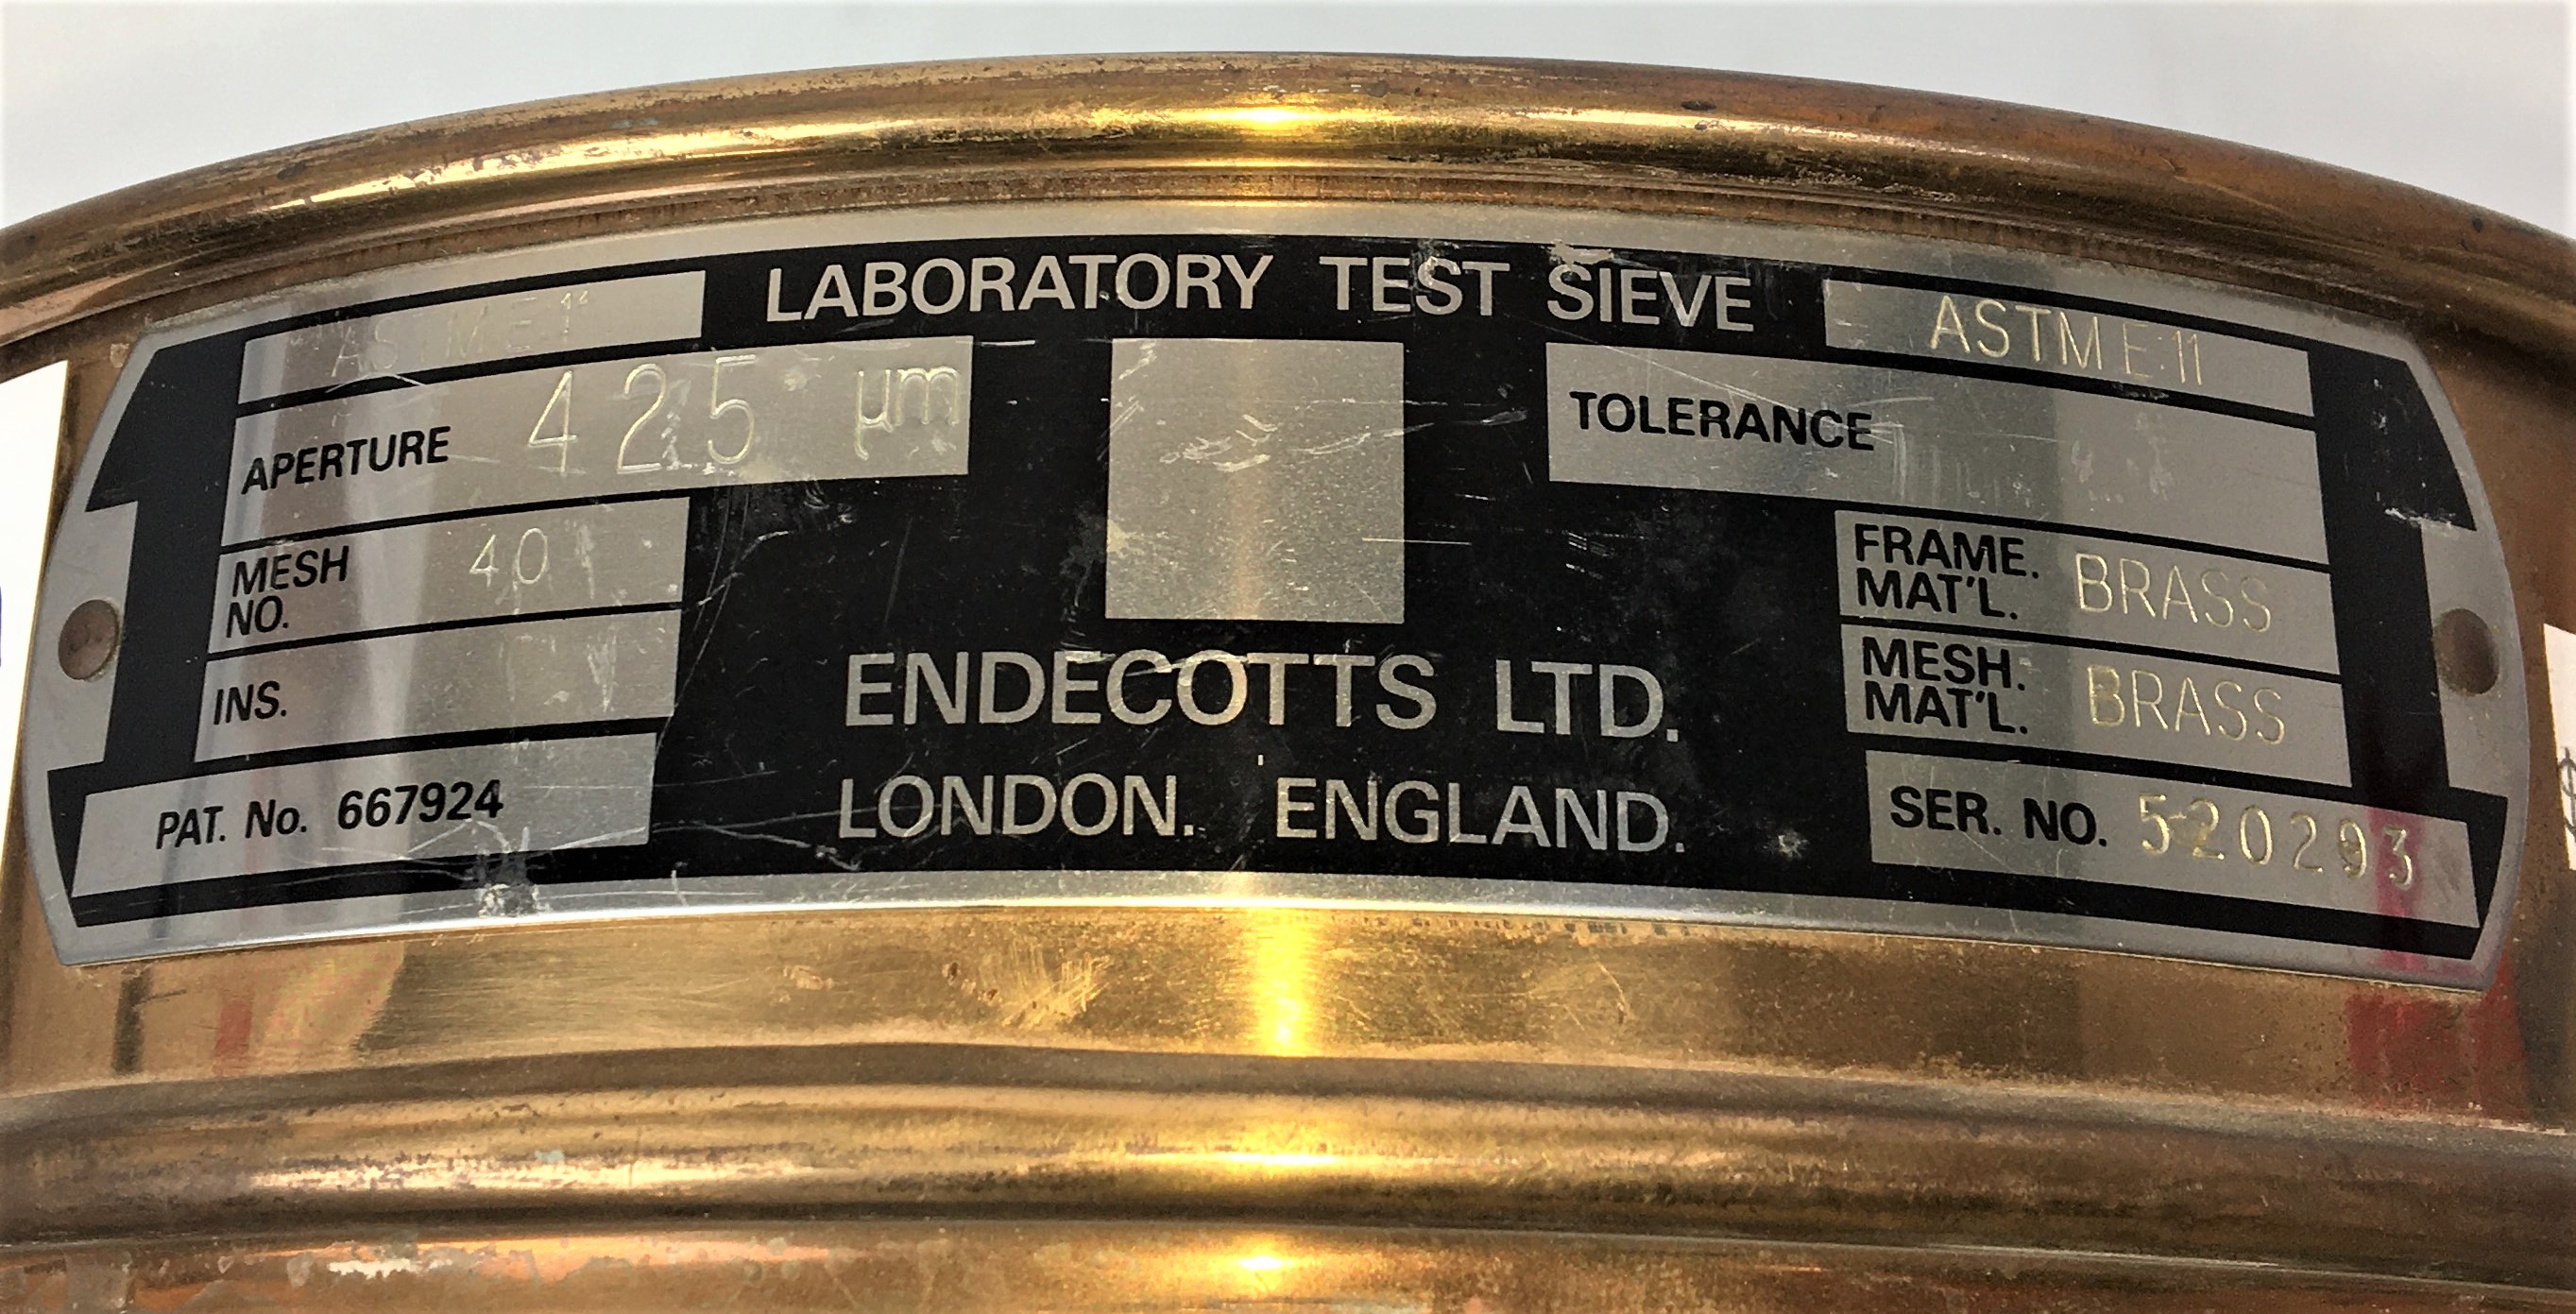 LABORATORY TEST SIEVE
ASTM E 11
APERTURE 425 µm
TOLERANCE
MESH NO. 40
FRAME. MAT'L. BRASS
INS.
MESH. MAT'L. BRASS
ENDECOTTS LTD.
PAT. No. 667924
LONDON. ENGLAND.
SER. NO. 520293